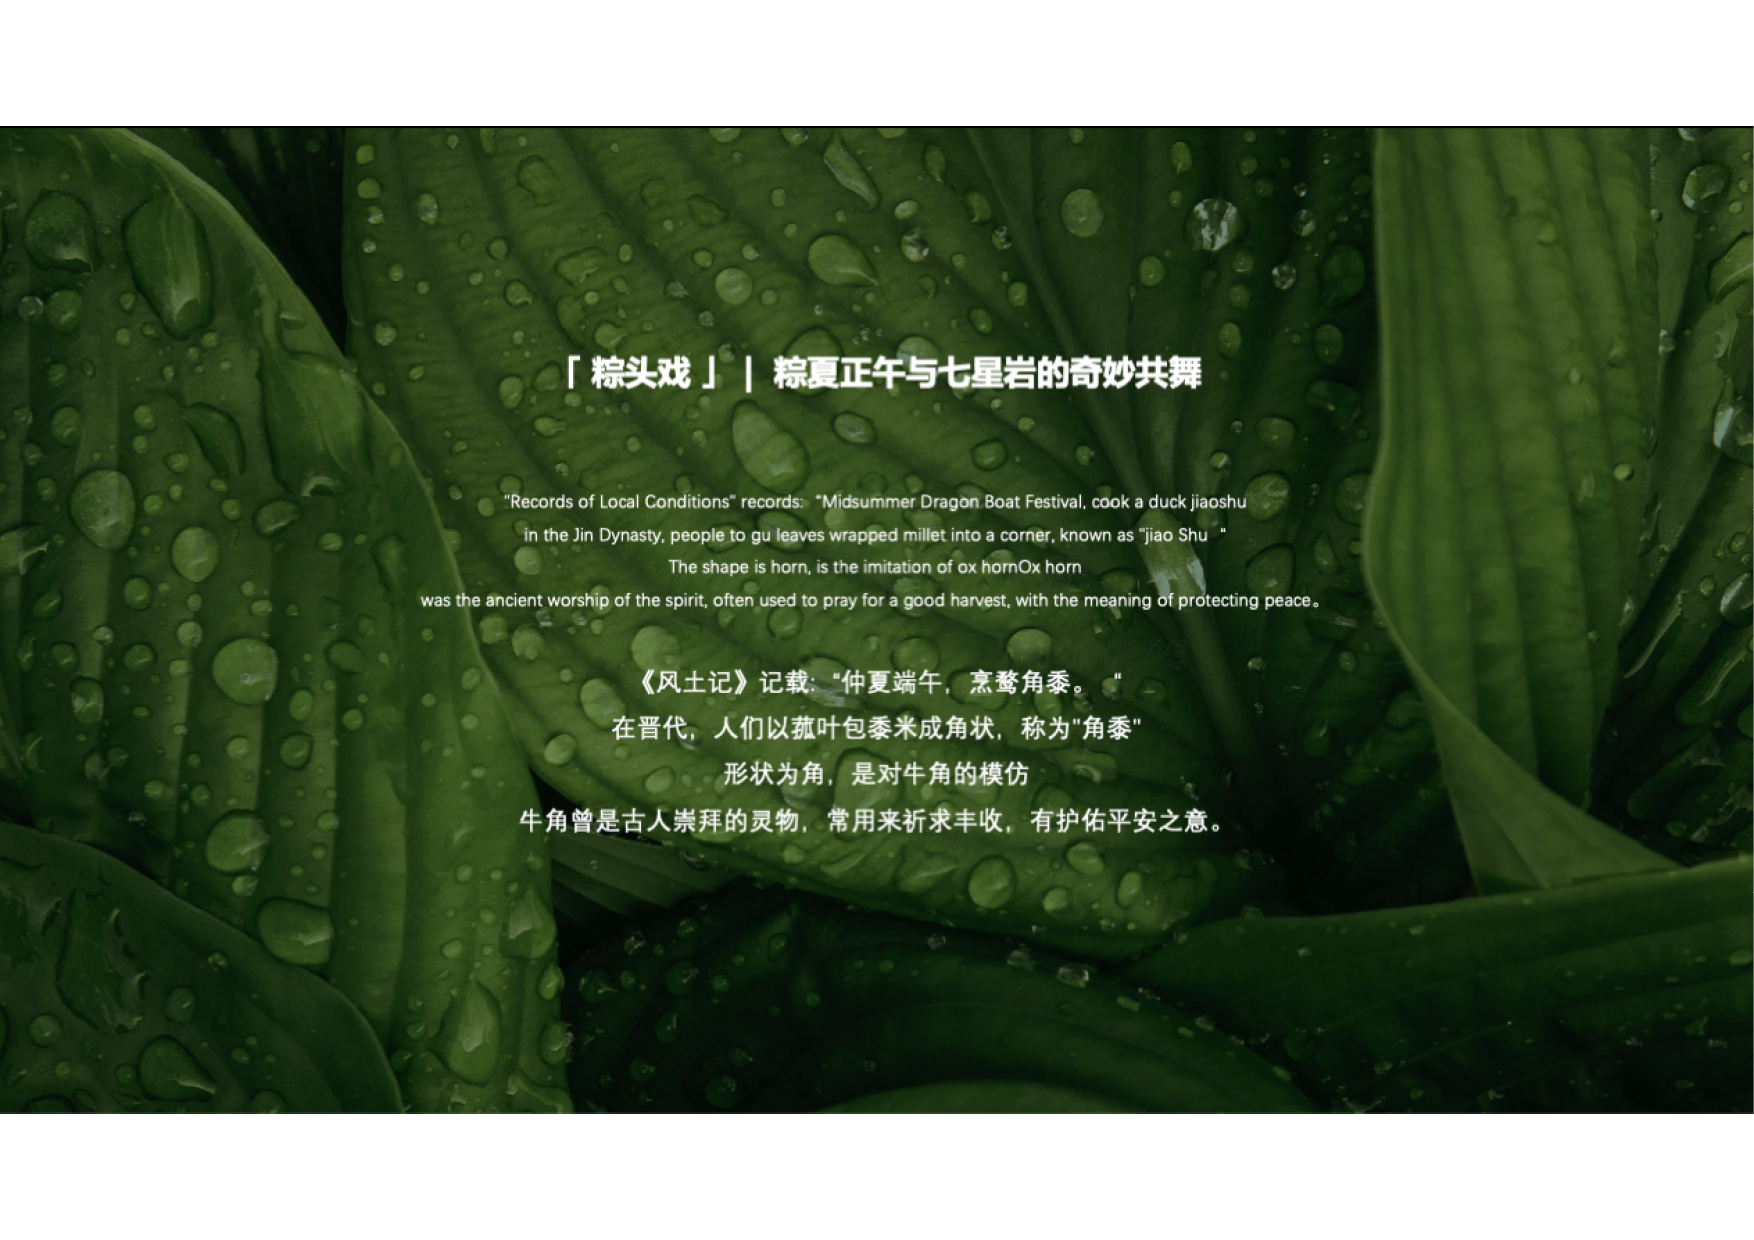 「 粽头戏 」｜ 粽夏正午与七星岩的奇妙共舞
"Records of Local Conditions" records:  "Midsummer Dragon Boat Festival, cook a duck jiaoshu
in the Jin Dynasty, people to gu leaves wrapped millet into a corner, known as "jiao Shu  "
The shape is horn, is the imitation of ox hornOx horn
was the ancient worship of the spirit, often used to pray for a good harvest, with the meaning of protecting peace。
《风土记》记载: "仲夏端午，烹鹜角黍。 "
在晋代，人们以菰叶包黍米成角状，称为"角黍"
形状为角，是对牛角的模仿
牛角曾是古人崇拜的灵物，常用来祈求丰收，有护佑平安之意。